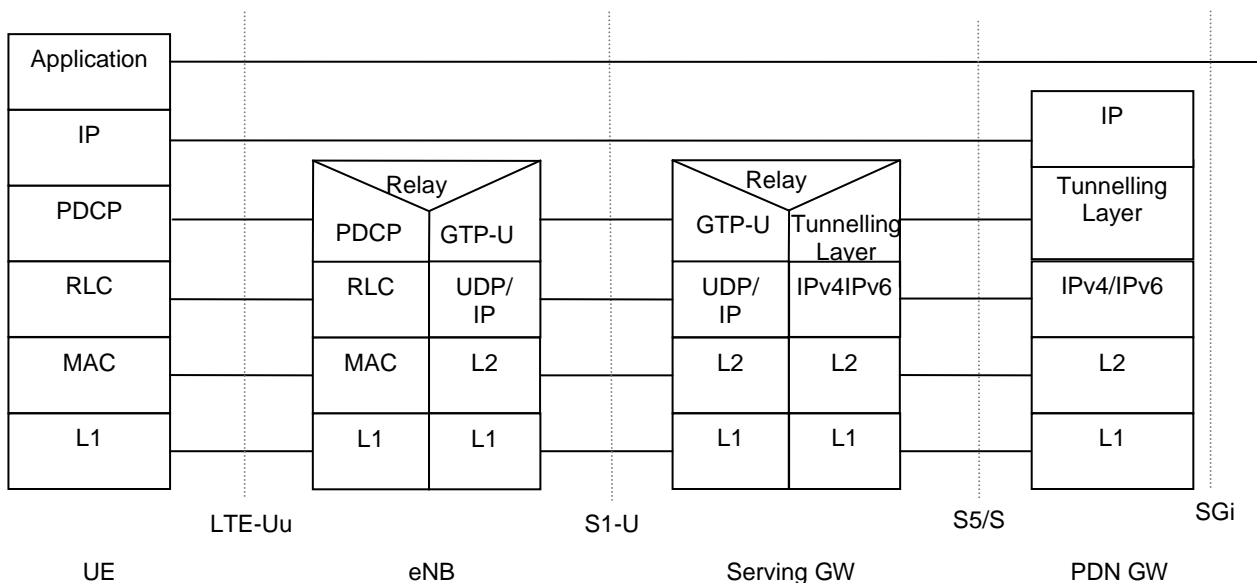 Application
IP
IP
Relay
Relay
PDCP
PDCP
GTP-U
GTP-U
Tunnelling
Layer
Tunnelling
Layer
RLC
RLC
UDP/
IP
UDP/
IP
IPv4IPv6
IPv4/IPv6
MAC
MAC
L2
L2
L2
L2
L1
L1
L1
L1
L1
L1
LTE-Uu
S1-U
S5/S
SGi
UE
eNB
Serving GW
PDN GW